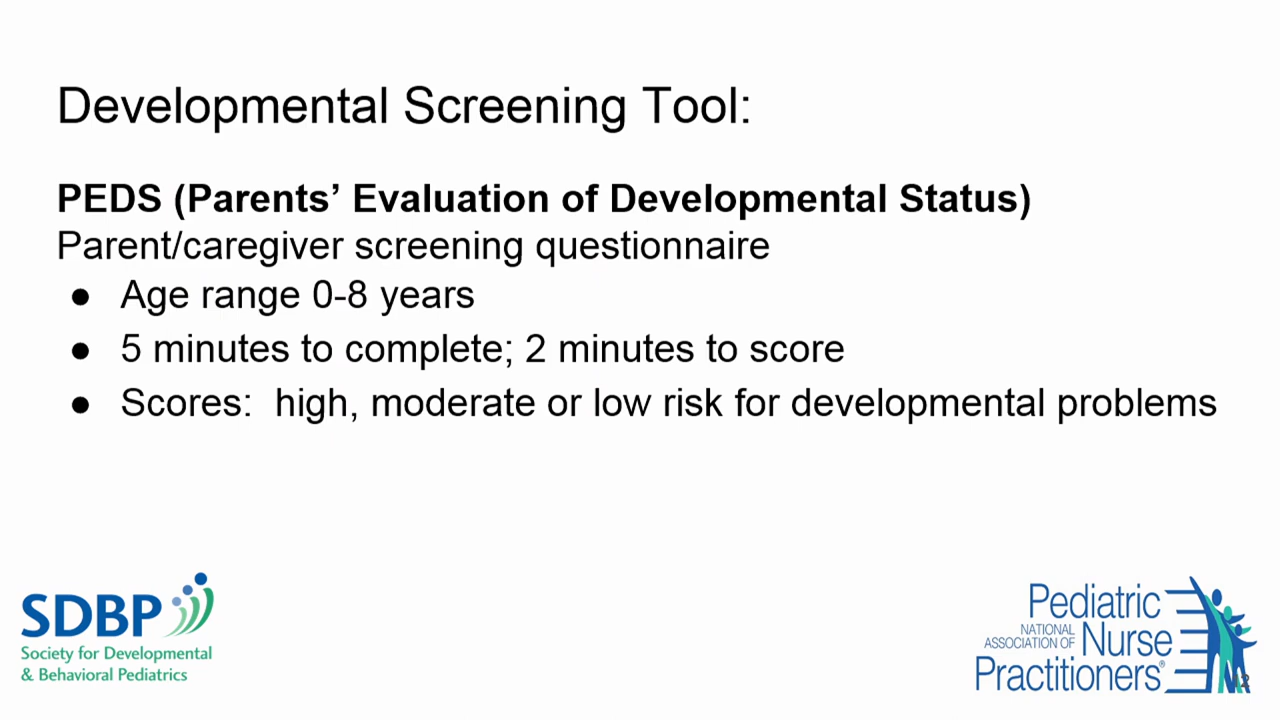 Developmental Screening Tool:
PEDS (Parents’ Evaluation of Developmental Status)
Parent/caregiver screening questionnaire
● Age range 0-8 years
● 5 minutes to complete; 2 minutes to score
● Scores:  high, moderate or low risk for developmental problems
SDBP
Society for Developmental
& Behavioral Pediatrics
Pediatric
NATIONAL
ASSOCIATION OF
Nurse
Practitioners®
12